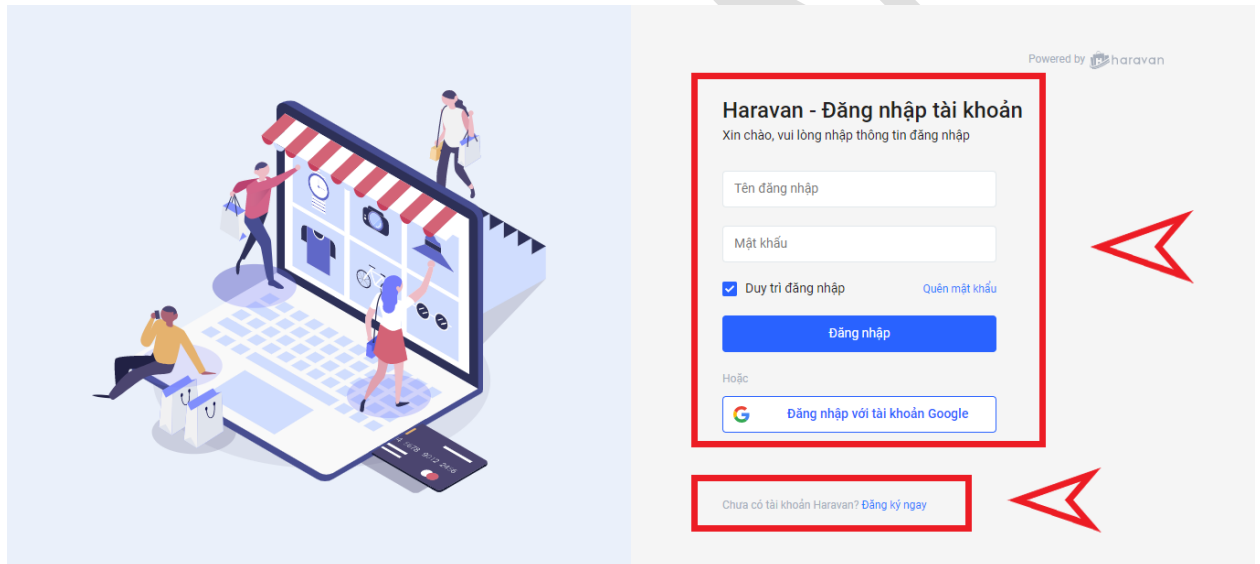 Powered by haravan
Haravan - Đăng nhập tài khoản
Xin chào, vui lòng nhập thông tin đăng nhập
Tên đăng nhập
Mật khẩu
Duy trì đăng nhập Quên mật khẩu
Đăng nhập
Hoặc
Đăng nhập với tài khoản Google
Chưa có tài khoản Haravan? Đăng ký ngay